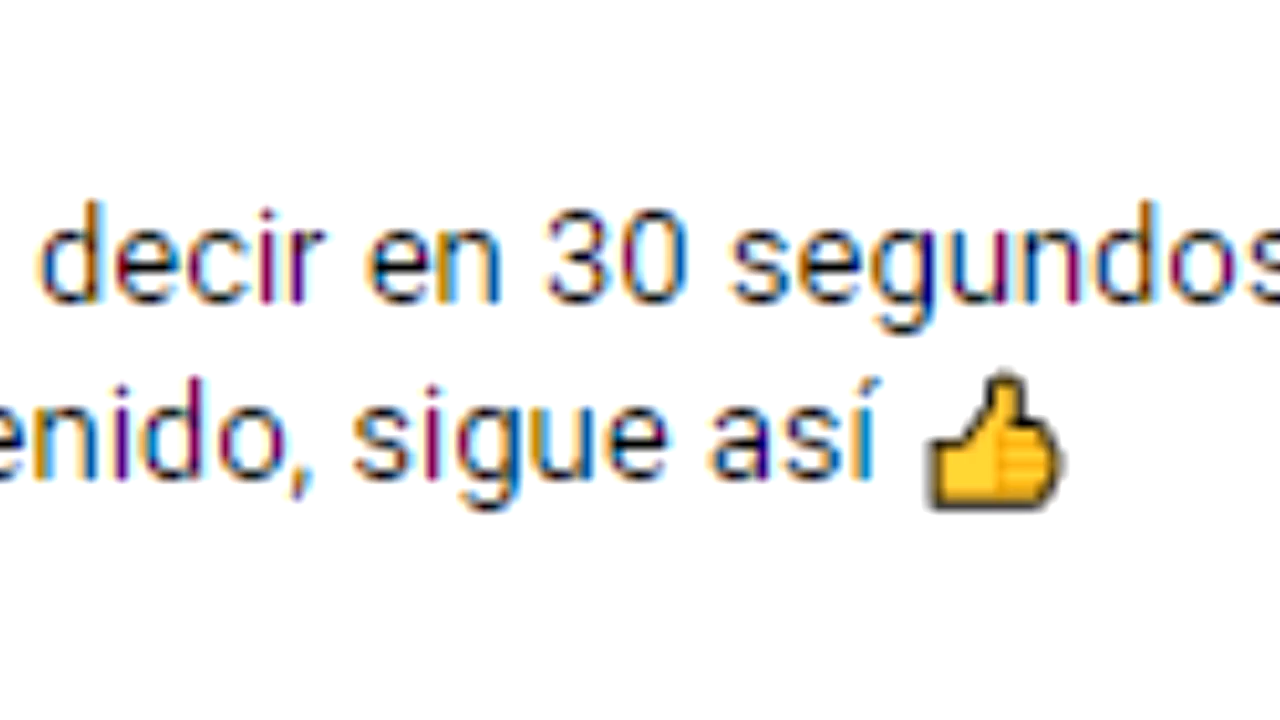 decir en 30 segundos
enido, sigue así 👍